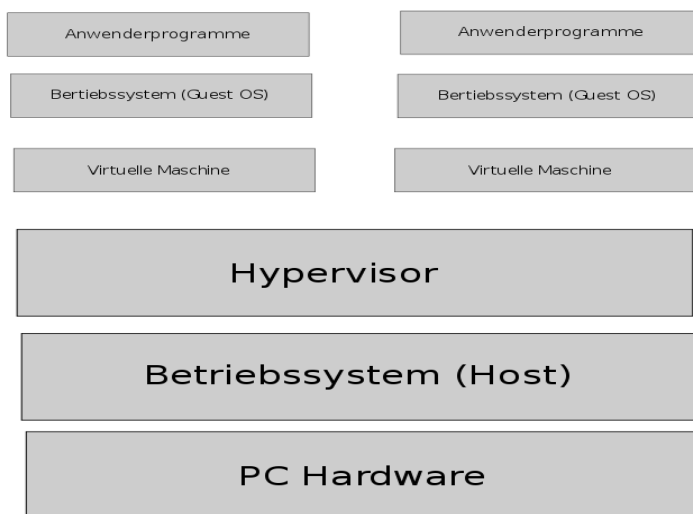 Anwenderprogramme
Anwenderprogramme
Bertiebssystem (Guest OS)
Bertiebssystem (Guest OS)
Virtuelle Maschine
Virtuelle Maschine
Hypervisor
Betriebssystem (Host)
PC Hardware